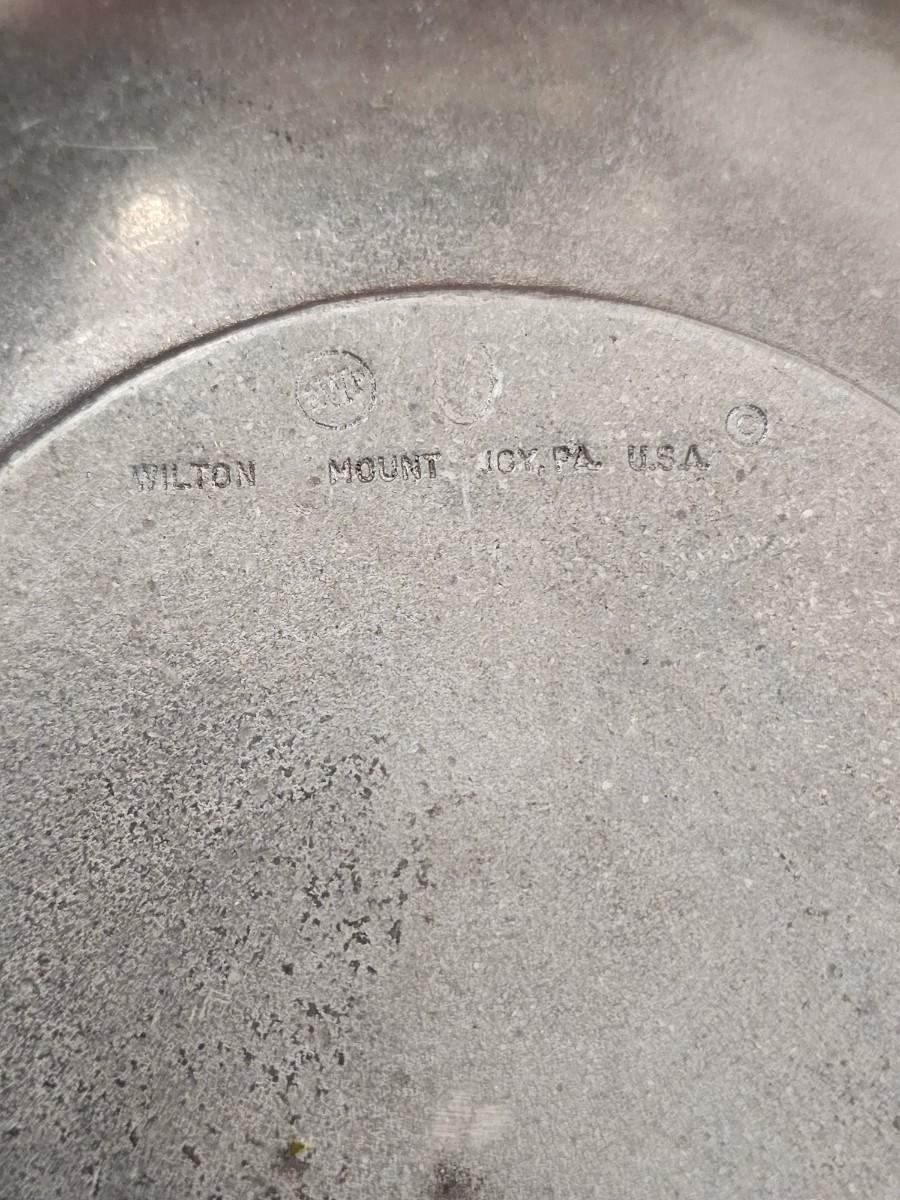 ©
WILTON MOUNT JOY, PA. U.S.A.